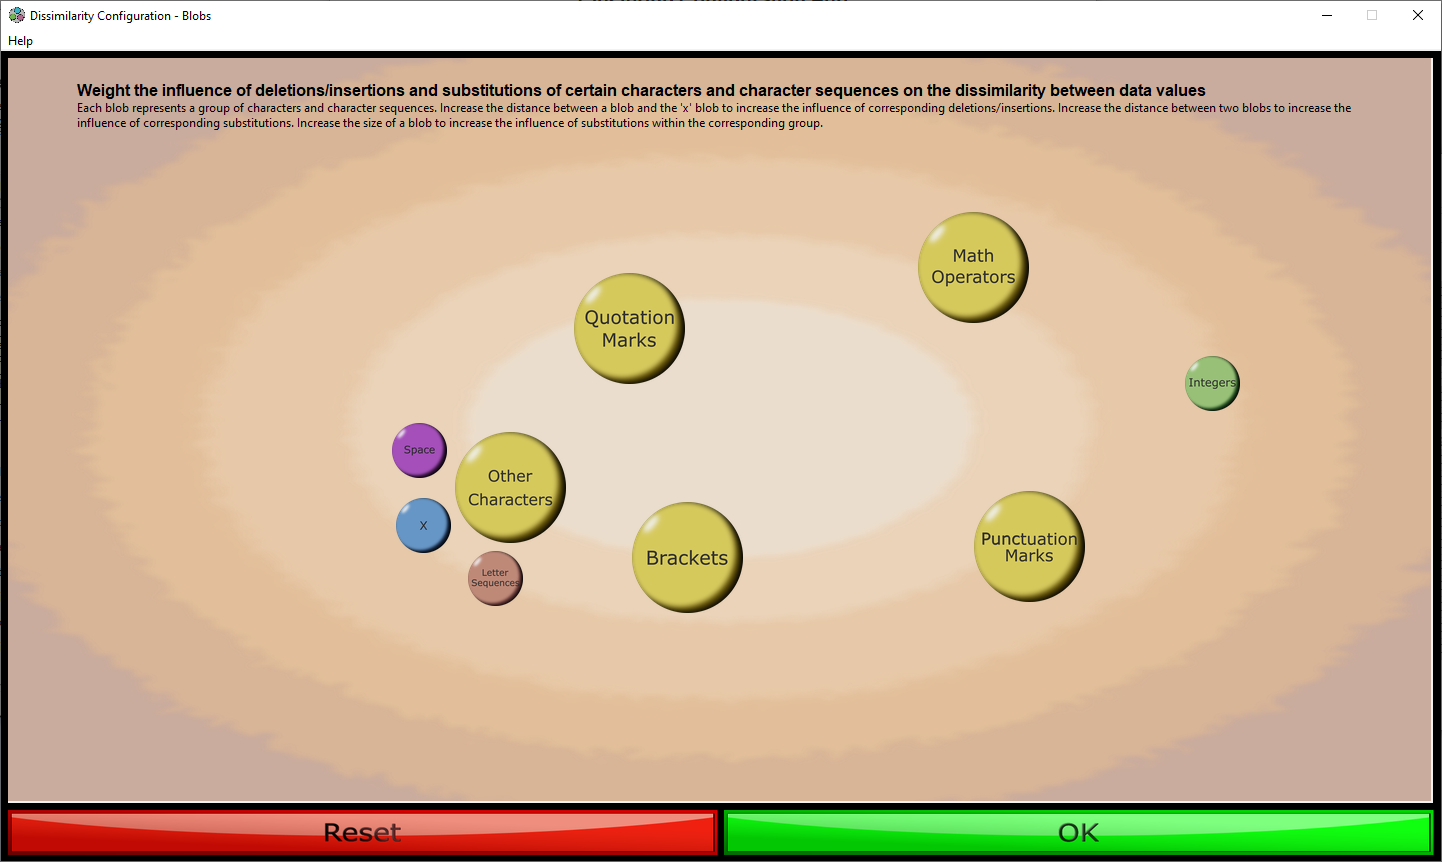 Dissimilarity Configuration - Blobs
Help
Weight the influence of deletions/insertions and substitutions of certain characters and character sequences on the dissimilarity between data values
Each blob represents a group of characters and character sequences. Increase the distance between a blob and the 'x' blob to increase the influence of corresponding deletions/insertions. Increase the distance between two blobs to increase the
influence of corresponding substitutions. Increase the size of a blob to increase the influence of substitutions within the corresponding group.
Math
Operators
Quotation
Marks
Integers
Space
Other
Characters
X
Letter
Sequences
Brackets
Punctuation
Marks
Reset
OK